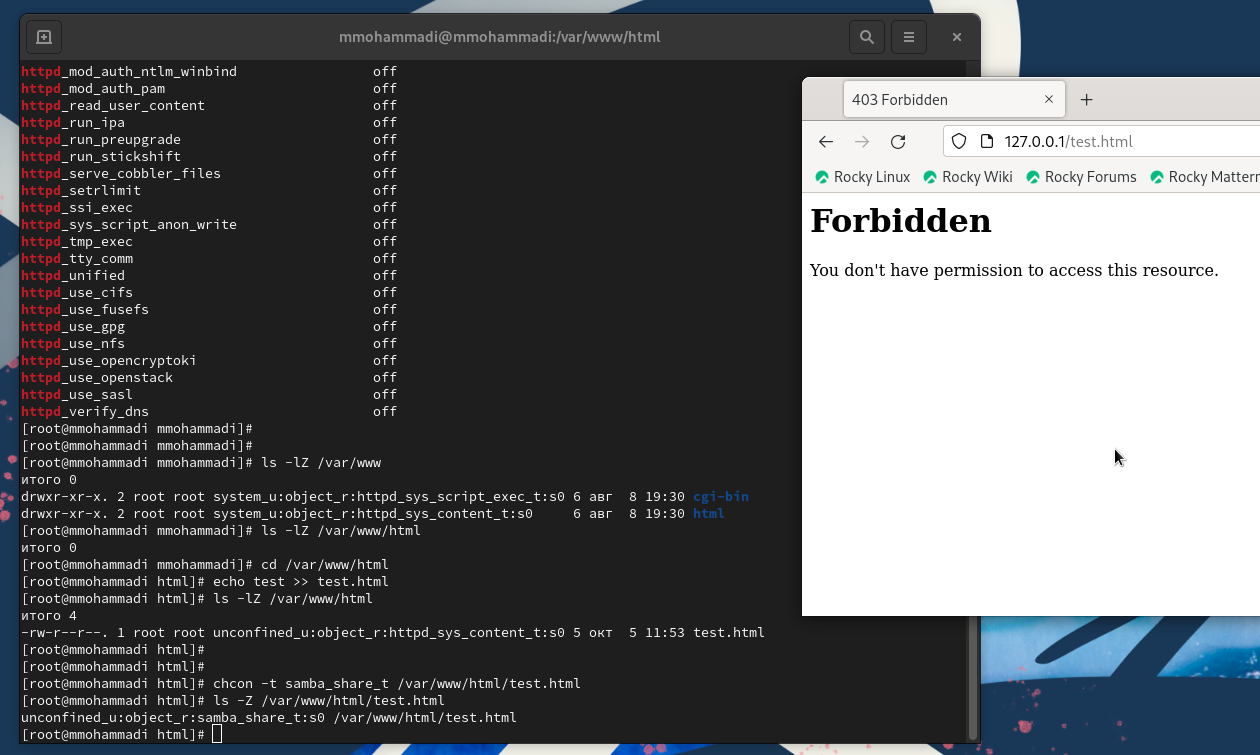 mmohammadi@mmohammadi:/var/www/html
httpd_mod_auth_ntlm_winbind off
httpd_mod_auth_pam off
httpd_read_user_content off
httpd_run_ipa off
httpd_run_preupgrade off
httpd_run_stickshift off
httpd_serve_cobbler_files off
httpd_setrlimit off
httpd_ssi_exec off
httpd_sys_script_anon_write off
httpd_tmp_exec off
httpd_tty_comm off
httpd_unified off
httpd_use_cifs off
httpd_use_fusefs off
httpd_use_gpg off
httpd_use_nfs off
httpd_use_opencryptoki off
httpd_use_openstack off
httpd_use_sasl off
httpd_verify_dns off
[root@mmohammadi mmohammadi]#
[root@mmohammadi mmohammadi]#
[root@mmohammadi mmohammadi]# ls -lZ /var/www
итого 0
drwxr-xr-x. 2 root root system_u:object_r:httpd_sys_script_exec_t:s0 6 авг 8 19:30 cgi-bin
drwxr-xr-x. 2 root root system_u:object_r:httpd_sys_content_t:s0 6 авг 8 19:30 html
[root@mmohammadi mmohammadi]# ls -lZ /var/www/html
итого 0
[root@mmohammadi mmohammadi]# cd /var/www/html
[root@mmohammadi html]# echo test >> test.html
[root@mmohammadi html]# ls -lZ /var/www/html
итого 4
-rw-r--r--. 1 root root unconfined_u:object_r:httpd_sys_content_t:s0 5 окт 5 11:53 test.html
[root@mmohammadi html]#
[root@mmohammadi html]#
[root@mmohammadi html]# chcon -t samba_share_t /var/www/html/test.html
[root@mmohammadi html]# ls -Z /var/www/html/test.html
unconfined_u:object_r:samba_share_t:s0 /var/www/html/test.html
[root@mmohammadi html]#
403 Forbidden
127.0.0.1/test.html
Rocky Linux Rocky Wiki Rocky Forums Rocky Mattern
Forbidden
You don't have permission to access this resource.